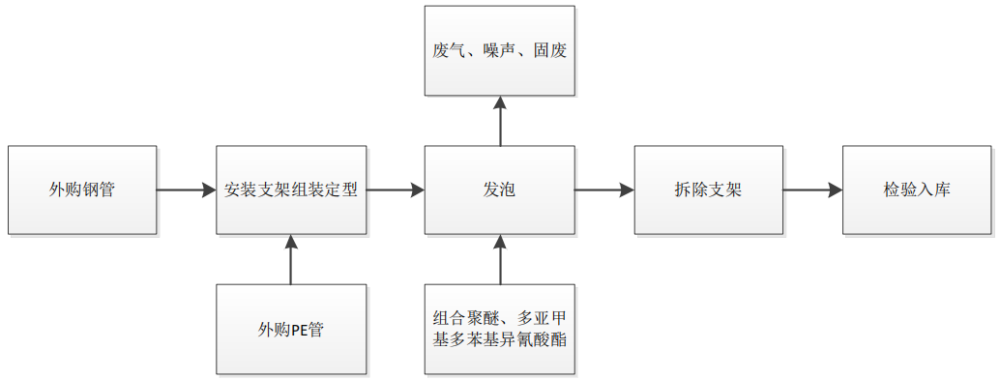 废气、噪声、固废
外购钢管
安装支架组装定型
发泡
拆除支架
检验入库
外购PE管
组合聚醚、多亚甲
基多苯基异氰酸酯